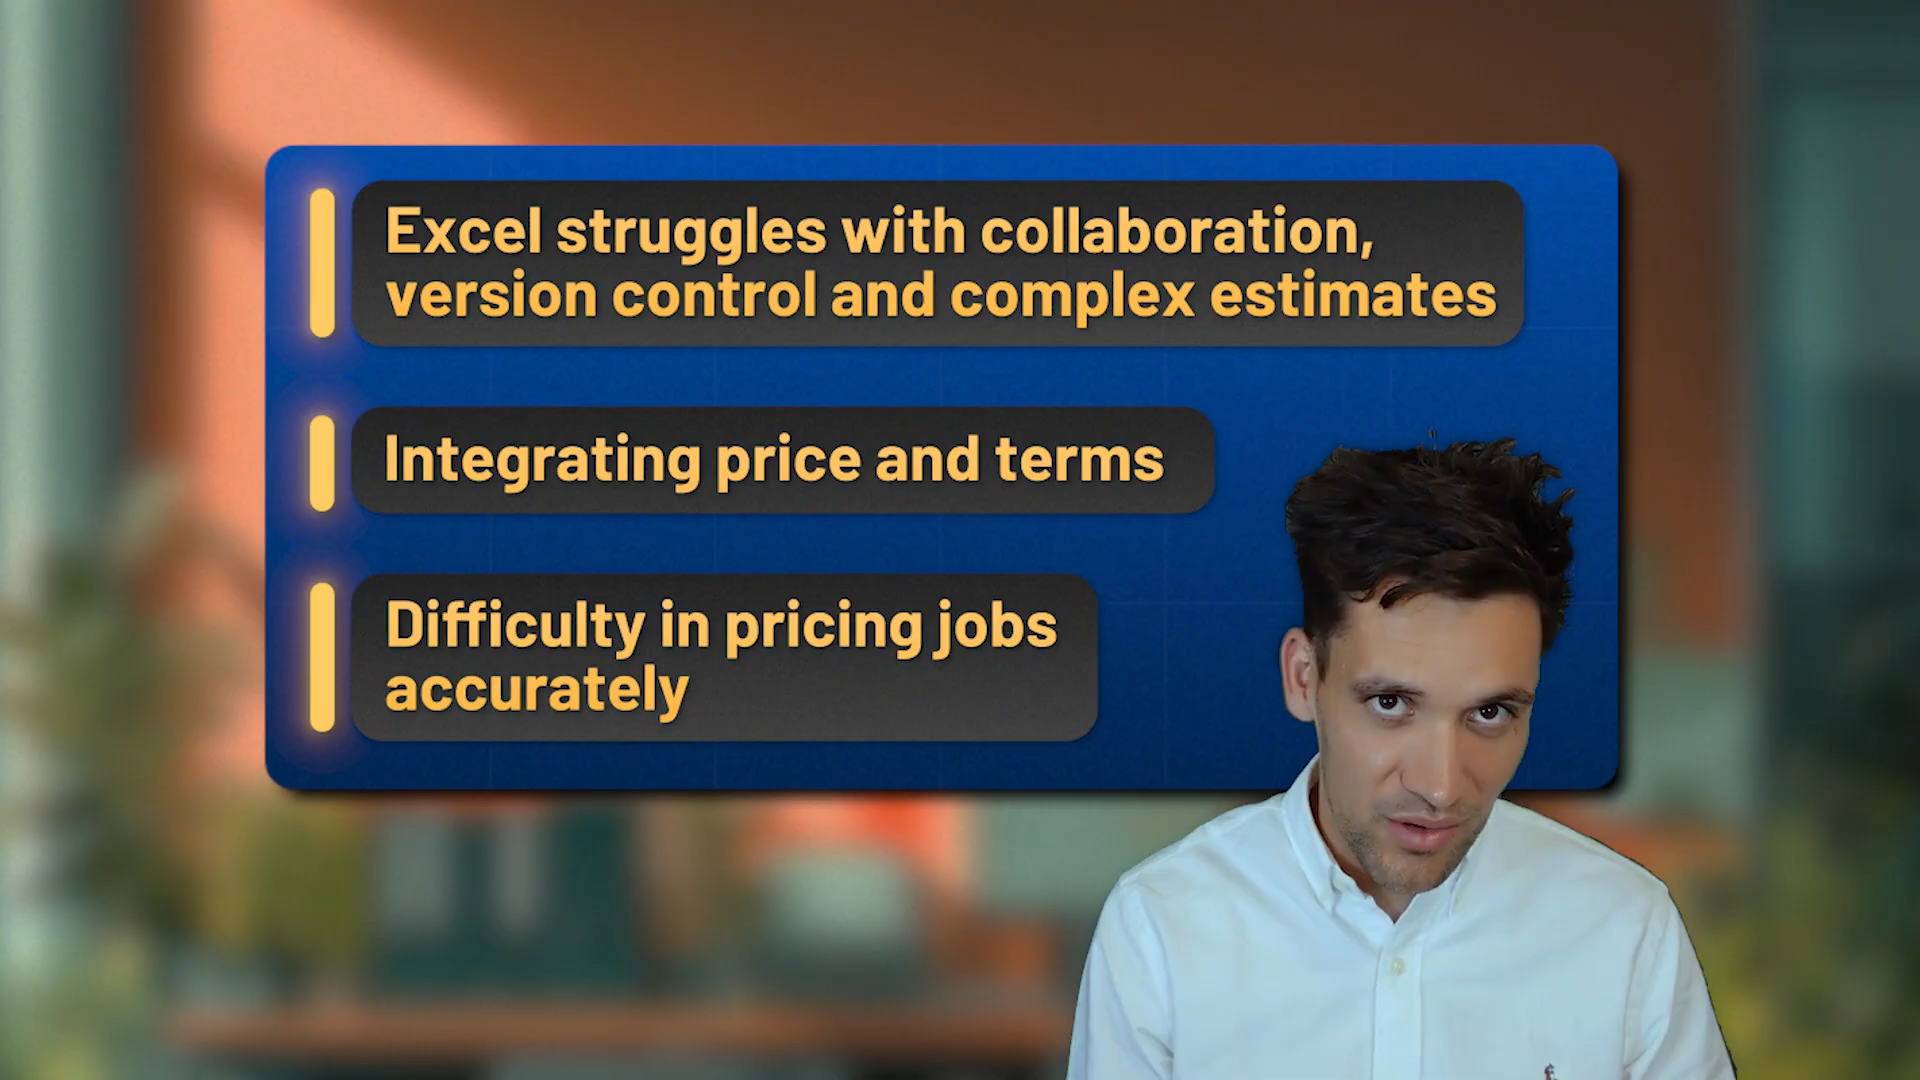 Excel struggles with collaboration,
version control and complex estimates
Integrating price and terms
Difficulty in pricing jobs
accurately